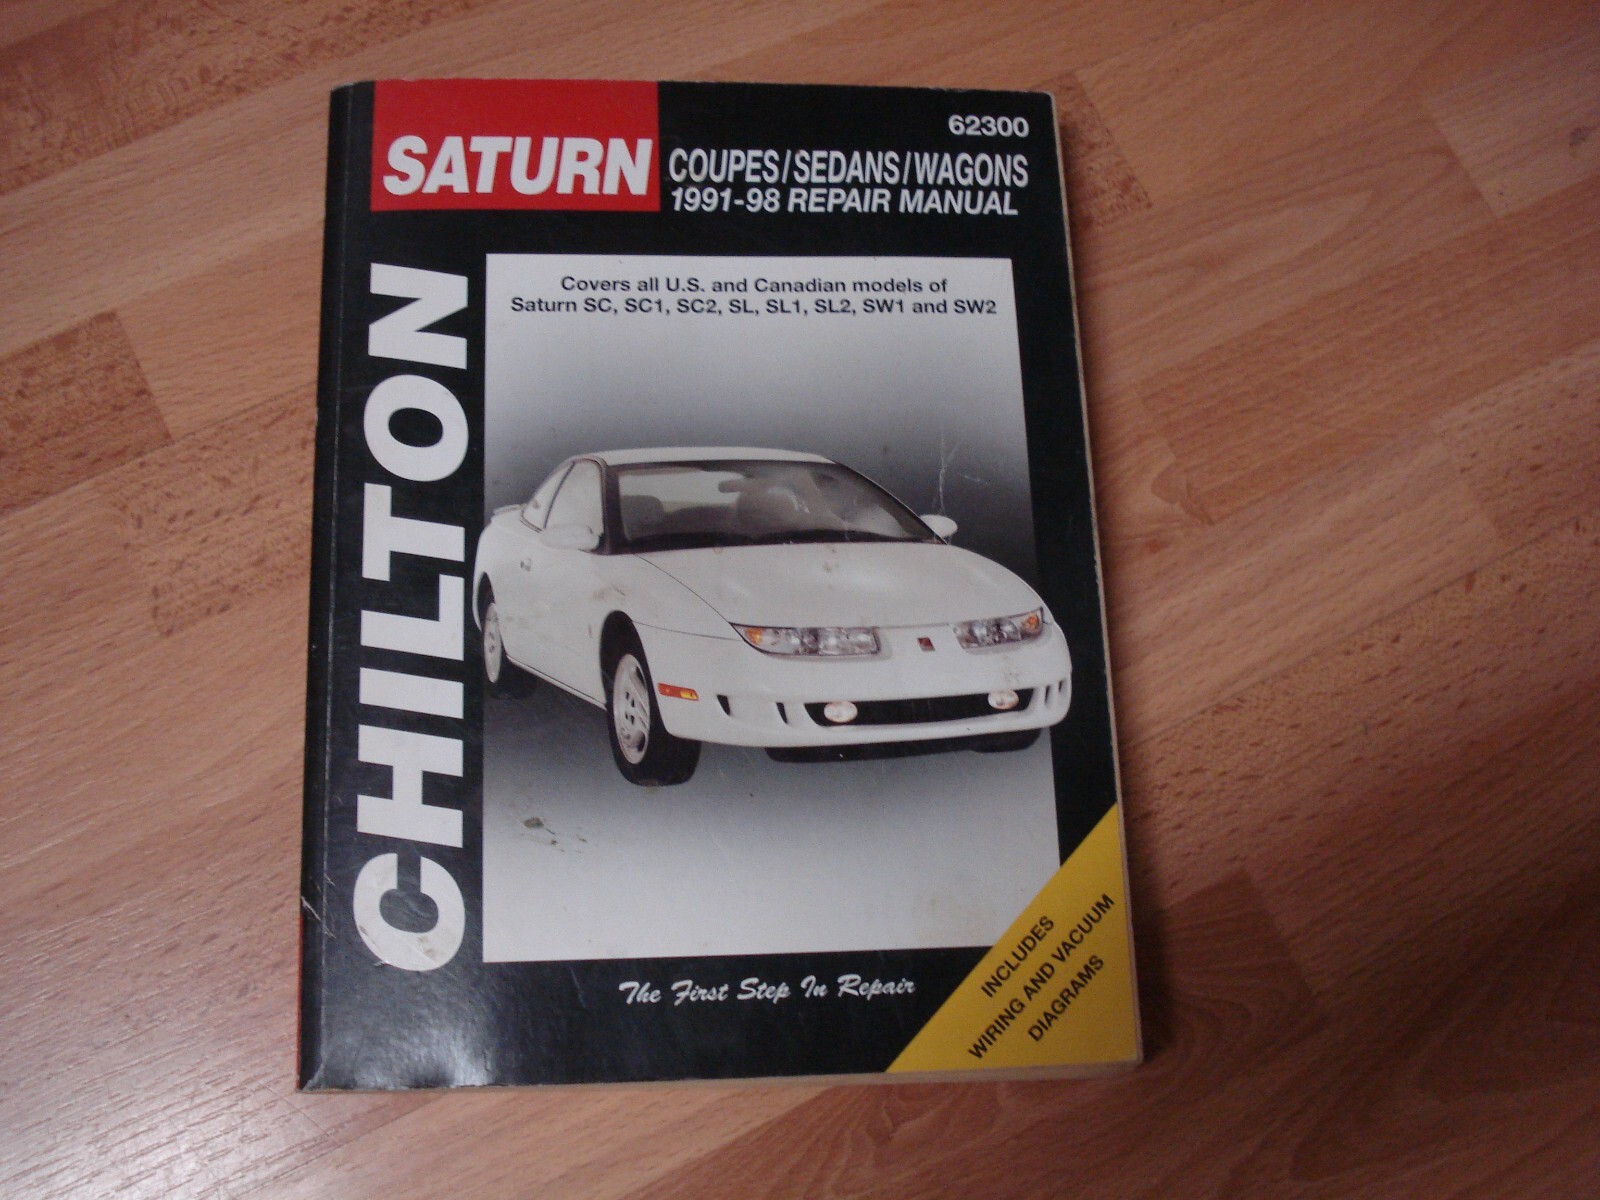 62300
SATURN
COUPES/SEDANS/WAGONS
1991-98 REPAIR MANUAL
Covers all U.S. and Canadian models of
Saturn SC, SC1, SC2, SL, SL1, SL2, SW1 and SW2
CHILTON
The First Step In Repair
INCLUDES
WIRING AND VACUUM
DIAGRAMS